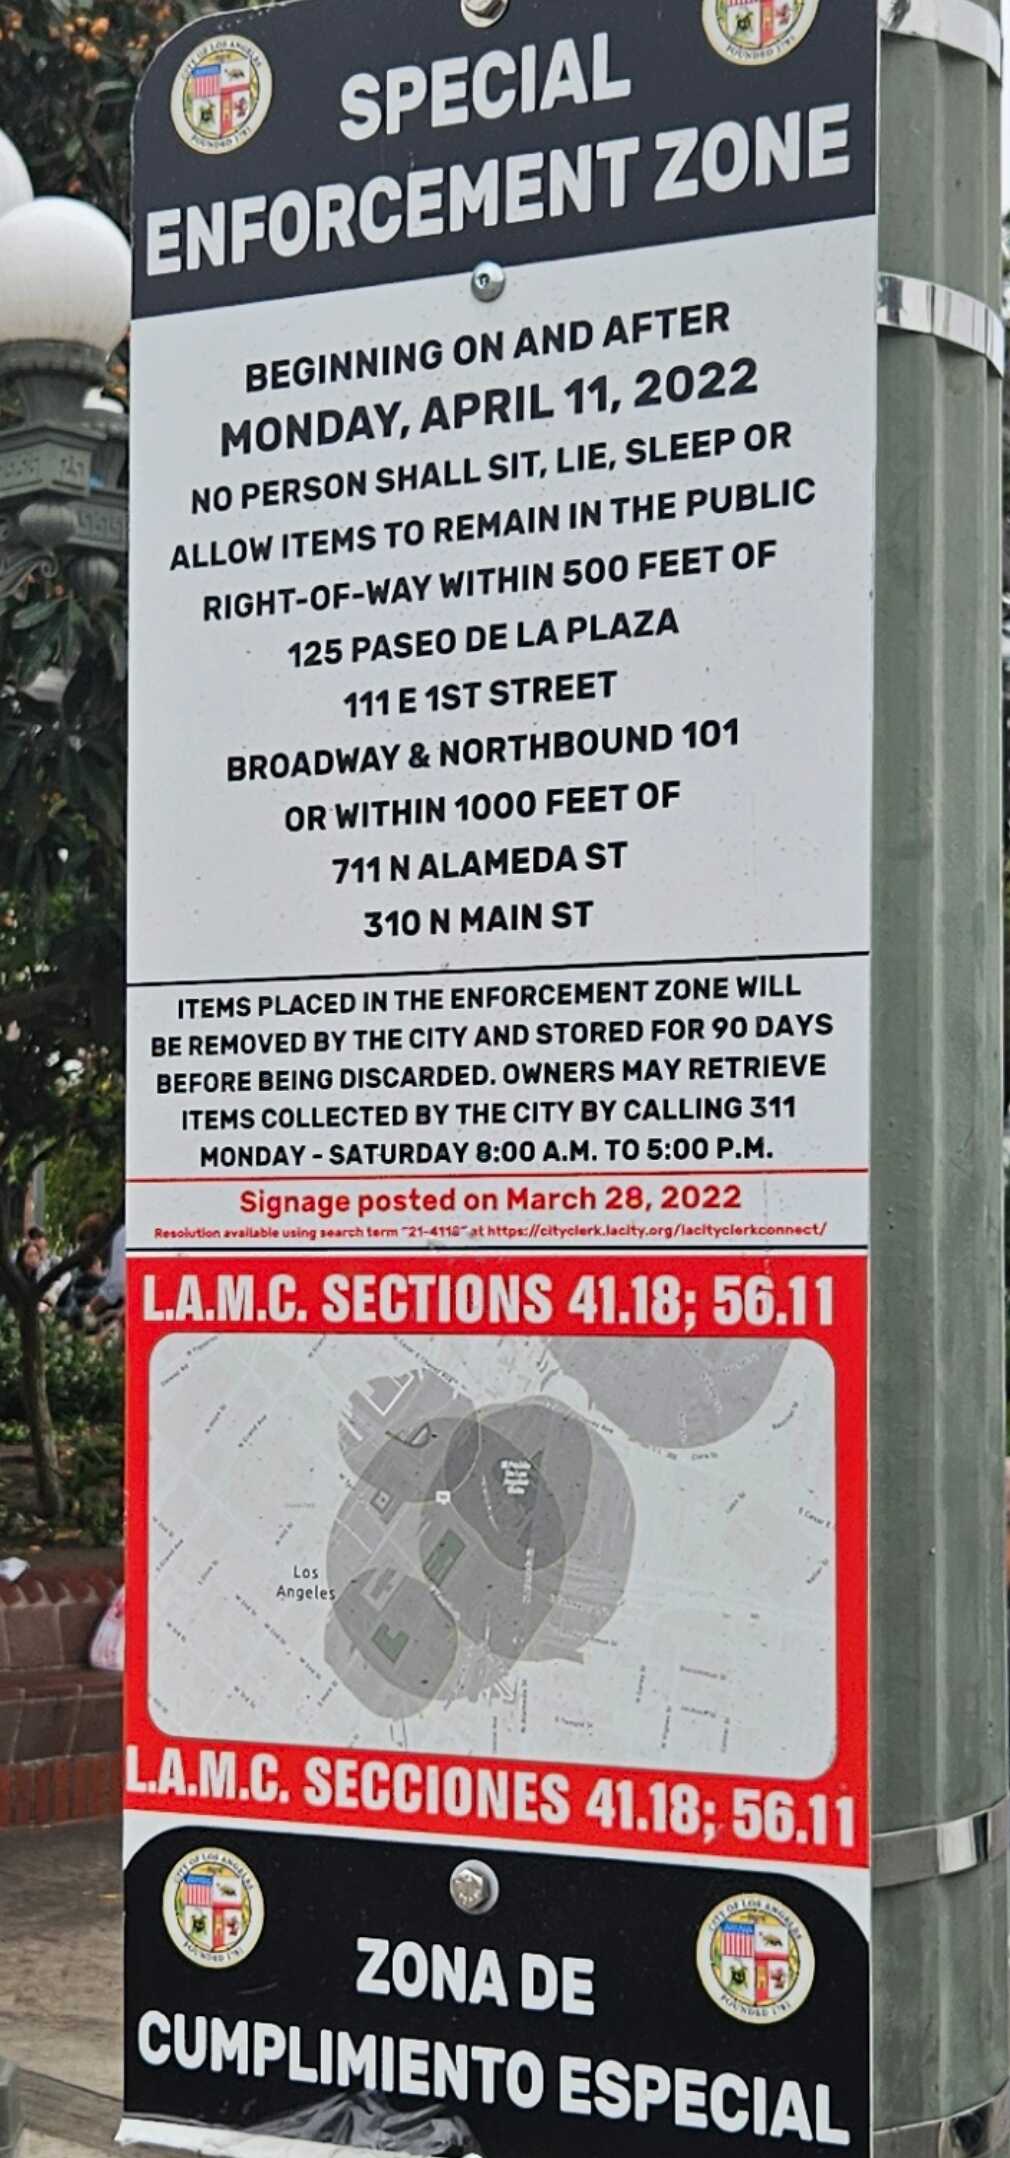 SPECIAL
ENFORCEMENT ZONE
BEGINNING ON AND AFTER
MONDAY, APRIL 11, 2022
NO PERSON SHALL SIT, LIE, SLEEP OR
ALLOW ITEMS TO REMAIN IN THE PUBLIC
RIGHT-OF-WAY WITHIN 500 FEET OF
125 PASEO DE LA PLAZA
111 E 1ST STREET
BROADWAY & NORTHBOUND 101
OR WITHIN 1000 FEET OF
711 N ALAMEDA ST
310 N MAIN ST
ITEMS PLACED IN THE ENFORCEMENT ZONE WILL
BE REMOVED BY THE CITY AND STORED FOR 90 DAYS
BEFORE BEING DISCARDED. OWNERS MAY RETRIEVE
ITEMS COLLECTED BY THE CITY BY CALLING 311
MONDAY - SATURDAY 8:00 A.M. TO 5:00 P.M.
Signage posted on March 28, 2022
Resolution available using search term "21-4118" at https://cityclerk.lacity.org/lacityclerkconnect/
L.A.M.C. SECTIONS 41.18; 56.11
Los
Angeles
L.A.M.C. SECCIONES 41.18; 56.11
CITY OF LOS ANGELES
FOUNDED 1781
ZONA DE
CUMPLIMIENTO ESPECIAL